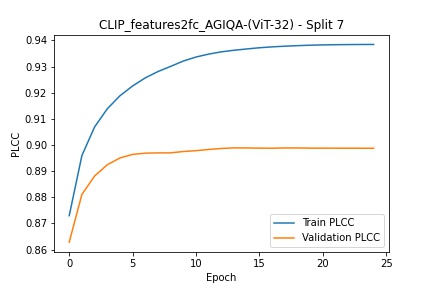 CLIP_features2fc_AGIQA-(ViT-32) - Split 7
0.94
0.93
0.92
0.91
0.90
0.89
0.88
0.87
0.86
PLCC
Train PLCC
Validation PLCC
0 5 10 15 20 25
Epoch